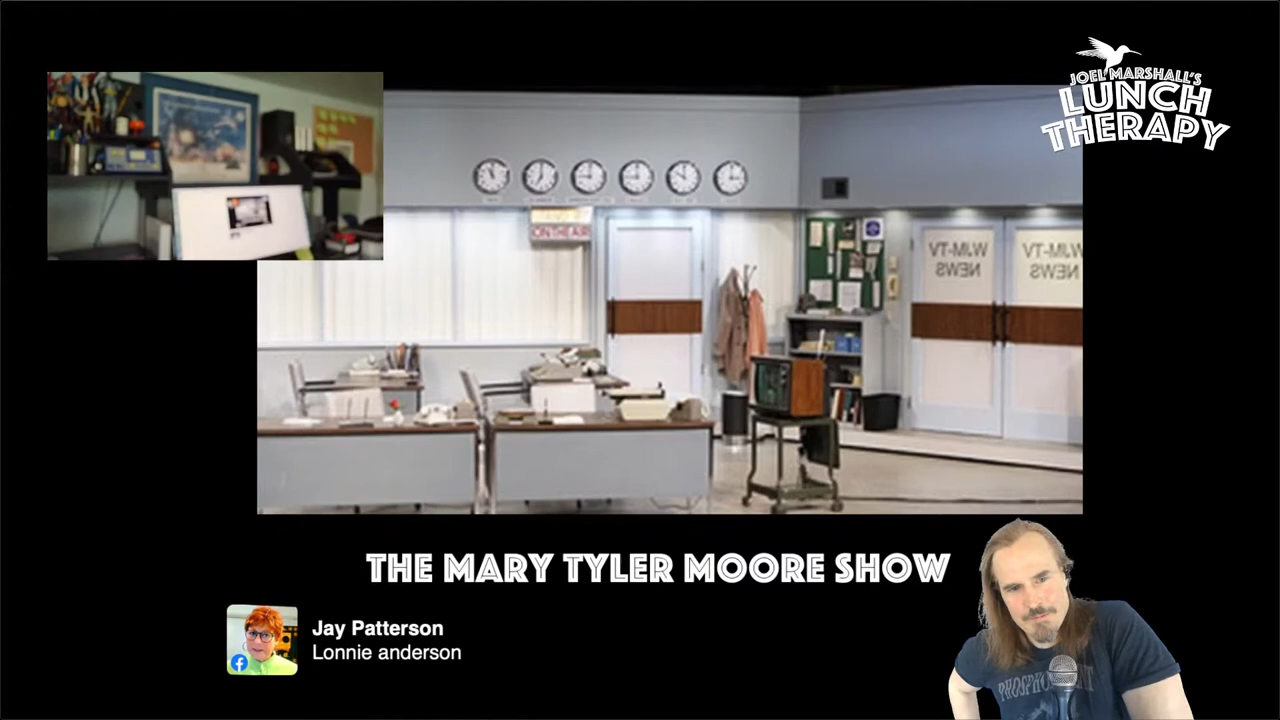 JOEL MARSHALL'S
LUNCH
THERAPY
ON THE AIR
WJM-TV
NEWS
WJM-TV
NEWS
THE MARY TYLER MOORE SHOW
Jay Patterson
Lonnie anderson